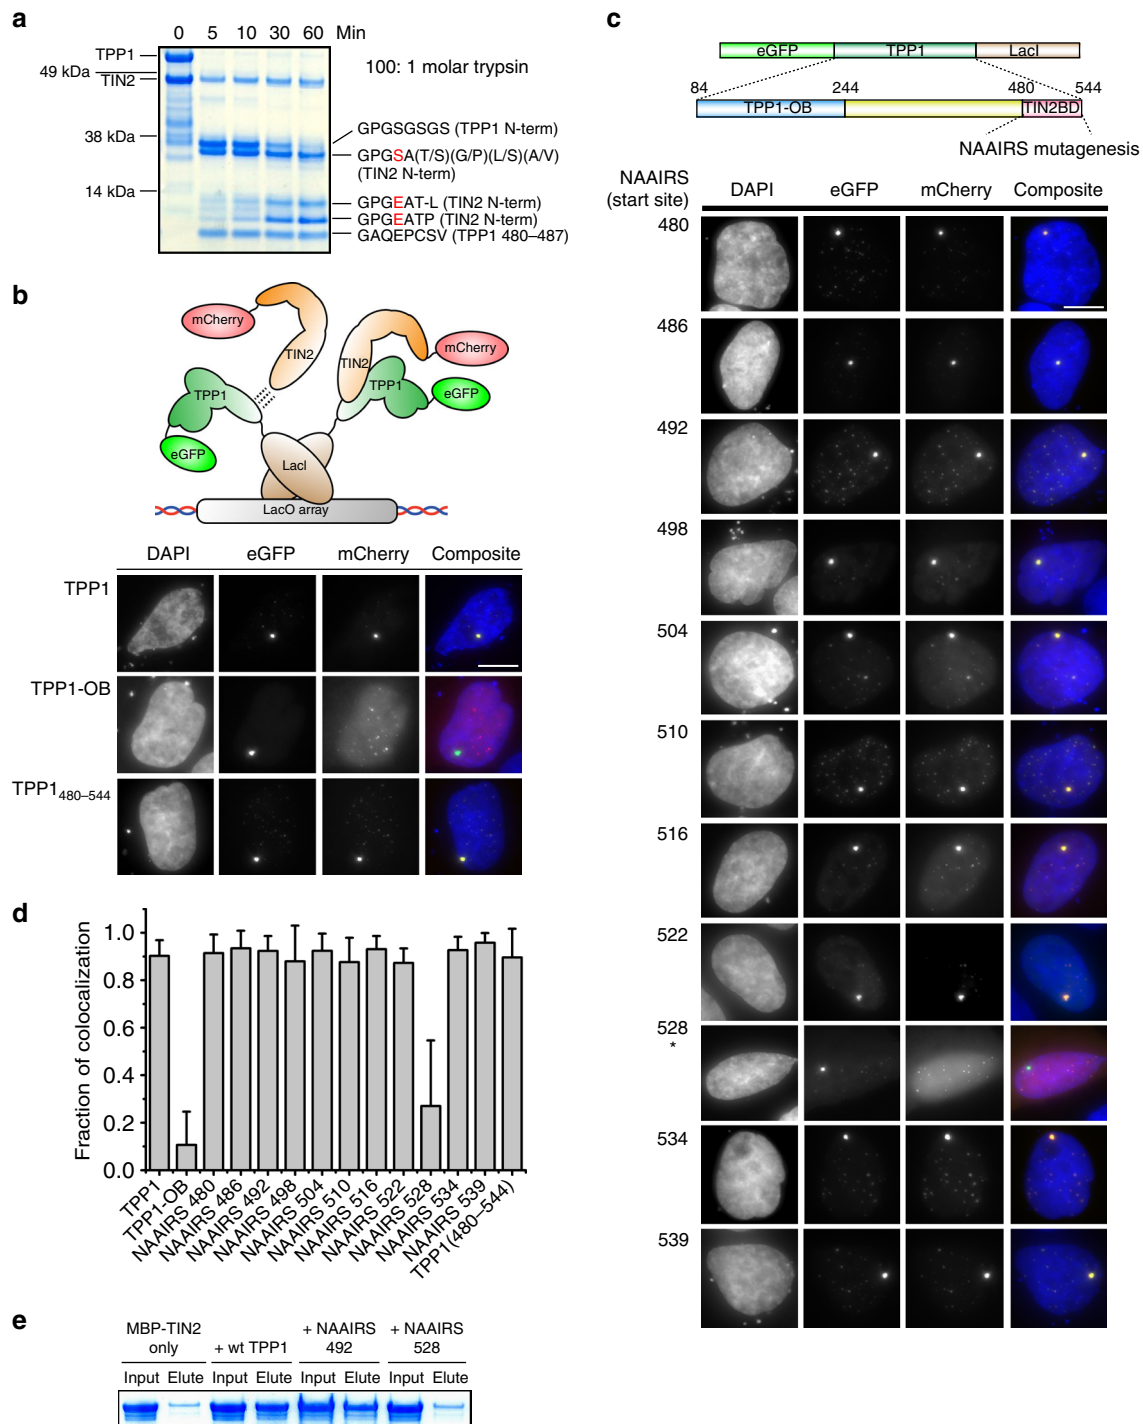 a
0 5 10 30 60 Min
TPP1
49 kDa
TIN2
38 kDa
14 kDa
100: 1 molar trypsin
GPGSGSGS (TPP1 N-term)
GPGSA(T/S)(G/P)(L/S)(A/V)
(TIN2 N-term)
GPGEAT-L (TIN2 N-term)
GPGEATP (TIN2 N-term)
GAQEPCSV (TPP1 480–487)
b
mCherry
TIN2
TPP1
eGFP
TIN2
TPP1
mCherry
eGFP
LacI
LacO array
DAPI eGFP mCherry Composite
TPP1
TPP1-OB
TPP1480–544
c
eGFP TPP1 LacI
84 244 480 544
TPP1-OB TIN2BD
NAAIRS mutagenesis
NAAIRS
(start site)
DAPI eGFP mCherry Composite
480
486
492
498
504
510
516
522
528
*
534
539
d
Fraction of colocalization
1.0
0.8
0.6
0.4
0.2
0.0
TPP1
TPP1-OB
NAAIRS 480
NAAIRS 486
NAAIRS 492
NAAIRS 498
NAAIRS 504
NAAIRS 510
NAAIRS 516
NAAIRS 522
NAAIRS 528
NAAIRS 534
NAAIRS 539
TPP1(480–544)
e
MBP-TIN2
only
+ wt TPP1
+ NAAIRS
492
+ NAAIRS
528
Input Elute Input Elute Input Elute Input Elute